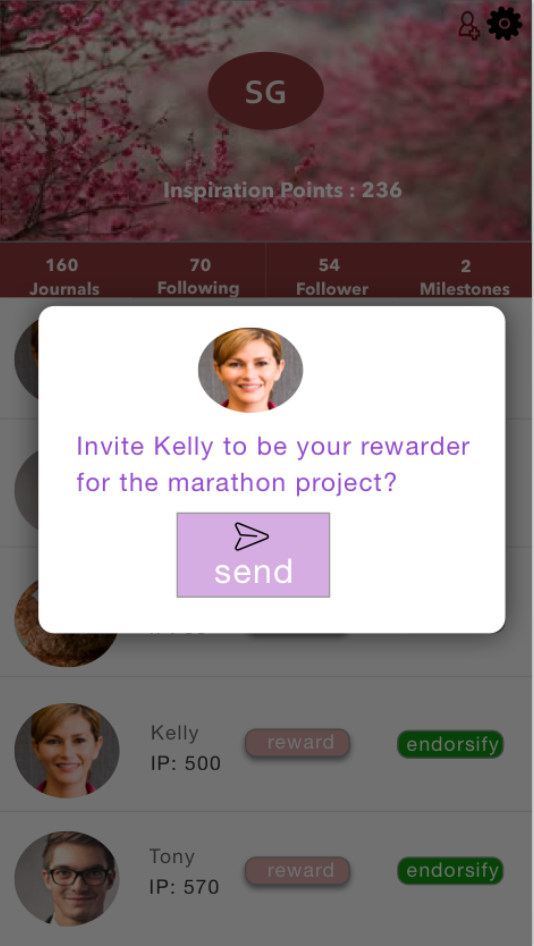 SG
Inspiration Points : 236
160 70 54 2
Journals Following Follower Milestones
Invite Kelly to be your rewarder
for the marathon project?
send
Kelly
IP: 500 reward endorsify
Tony
IP: 570 reward endorsify